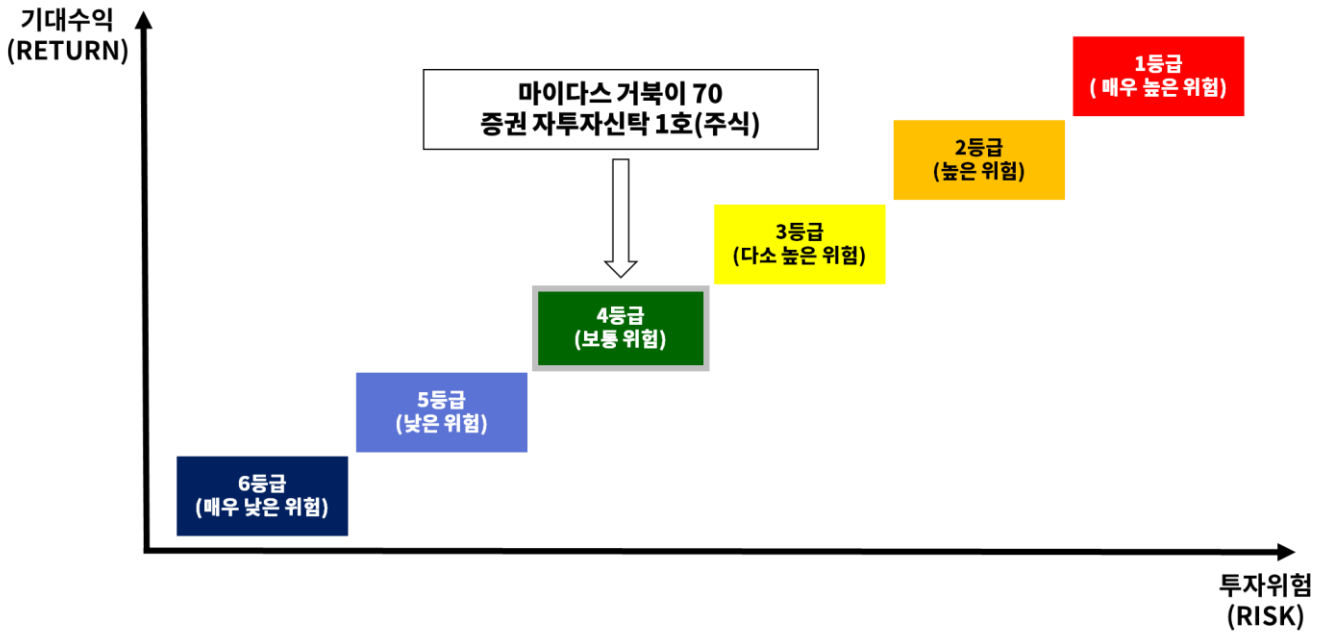 기대수익
(RETURN)
마이다스 거북이 70
증권 자투자신탁 1호(주식)
1등급
( 매우 높은 위험)
2등급
(높은 위험)
3등급
(다소 높은 위험)
4등급
(보통 위험)
5등급
(낮은 위험)
6등급
(매우 낮은 위험)
투자위험
(RISK)